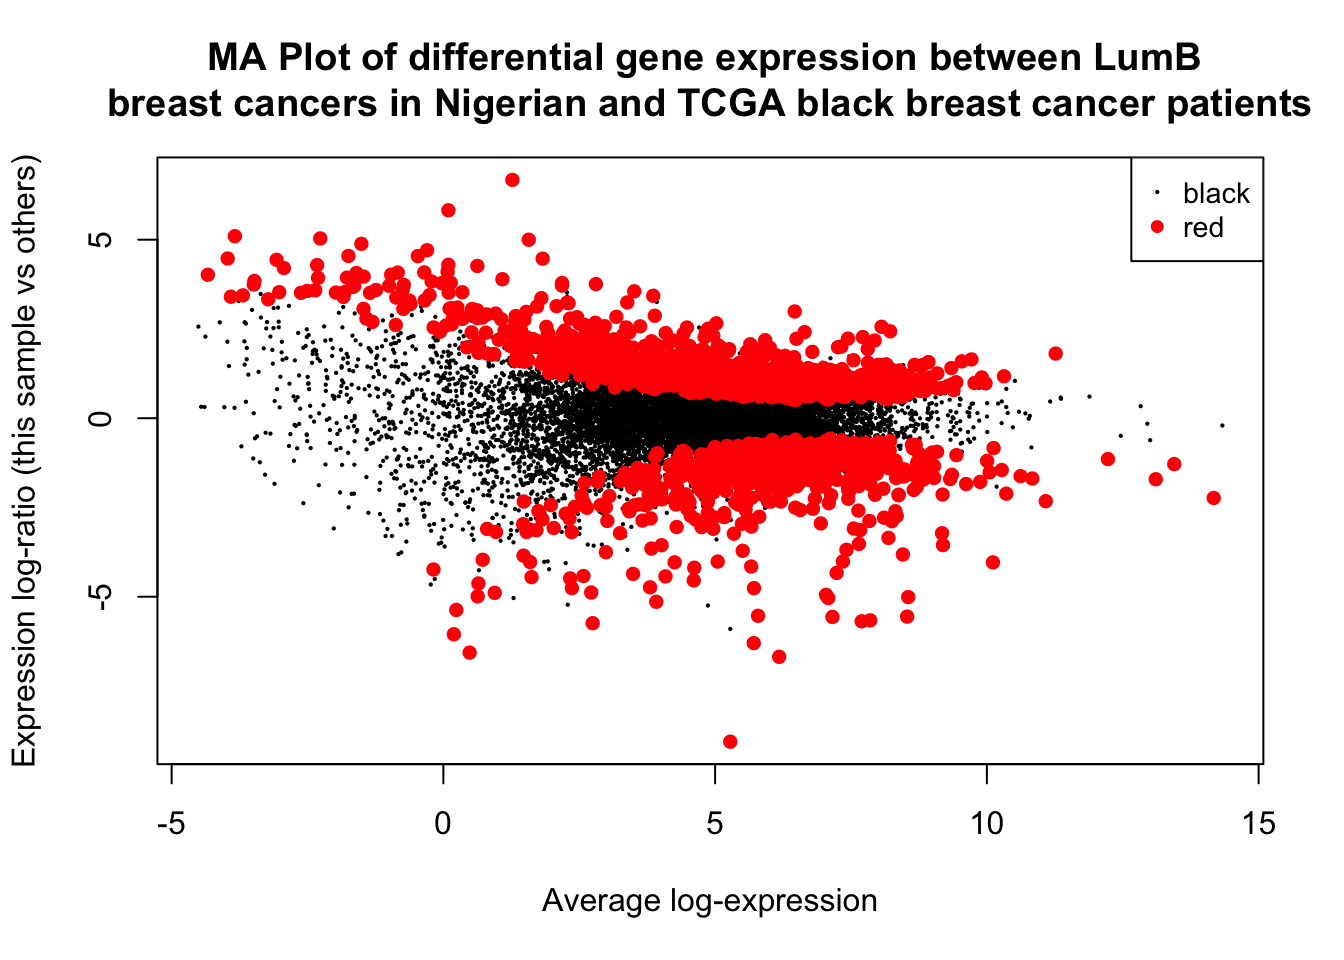 MA Plot of differential gene expression between LumB
breast cancers in Nigerian and TCGA black breast cancer patients
Expression log-ratio (this sample vs others)
5
0
-5
black
red
-5
0
5
10
15
Average log-expression